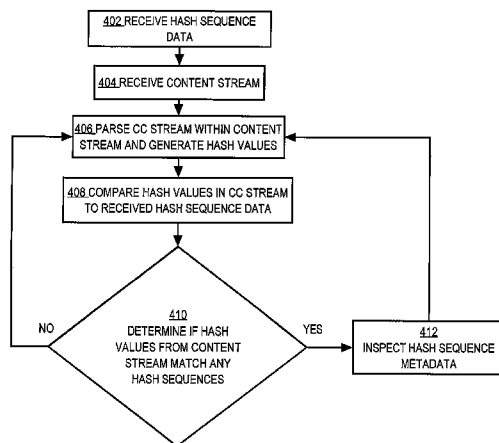 402 RECEIVE HASH SEQUENCE
DATA
404 RECEIVE CONTENT STREAM
406 PARSE CC STREAM WITHIN CONTENT
STREAM AND GENERATE HASH VALUES
408 COMPARE HASH VALUES IN CC STREAM
TO RECEIVED HASH SEQUENCE DATA
410
DETERMINE IF HASH
VALUES FROM CONTENT
STREAM MATCH ANY
HASH SEQUENCES
NO
YES
412
INSPECT HASH SEQUENCE
METADATA